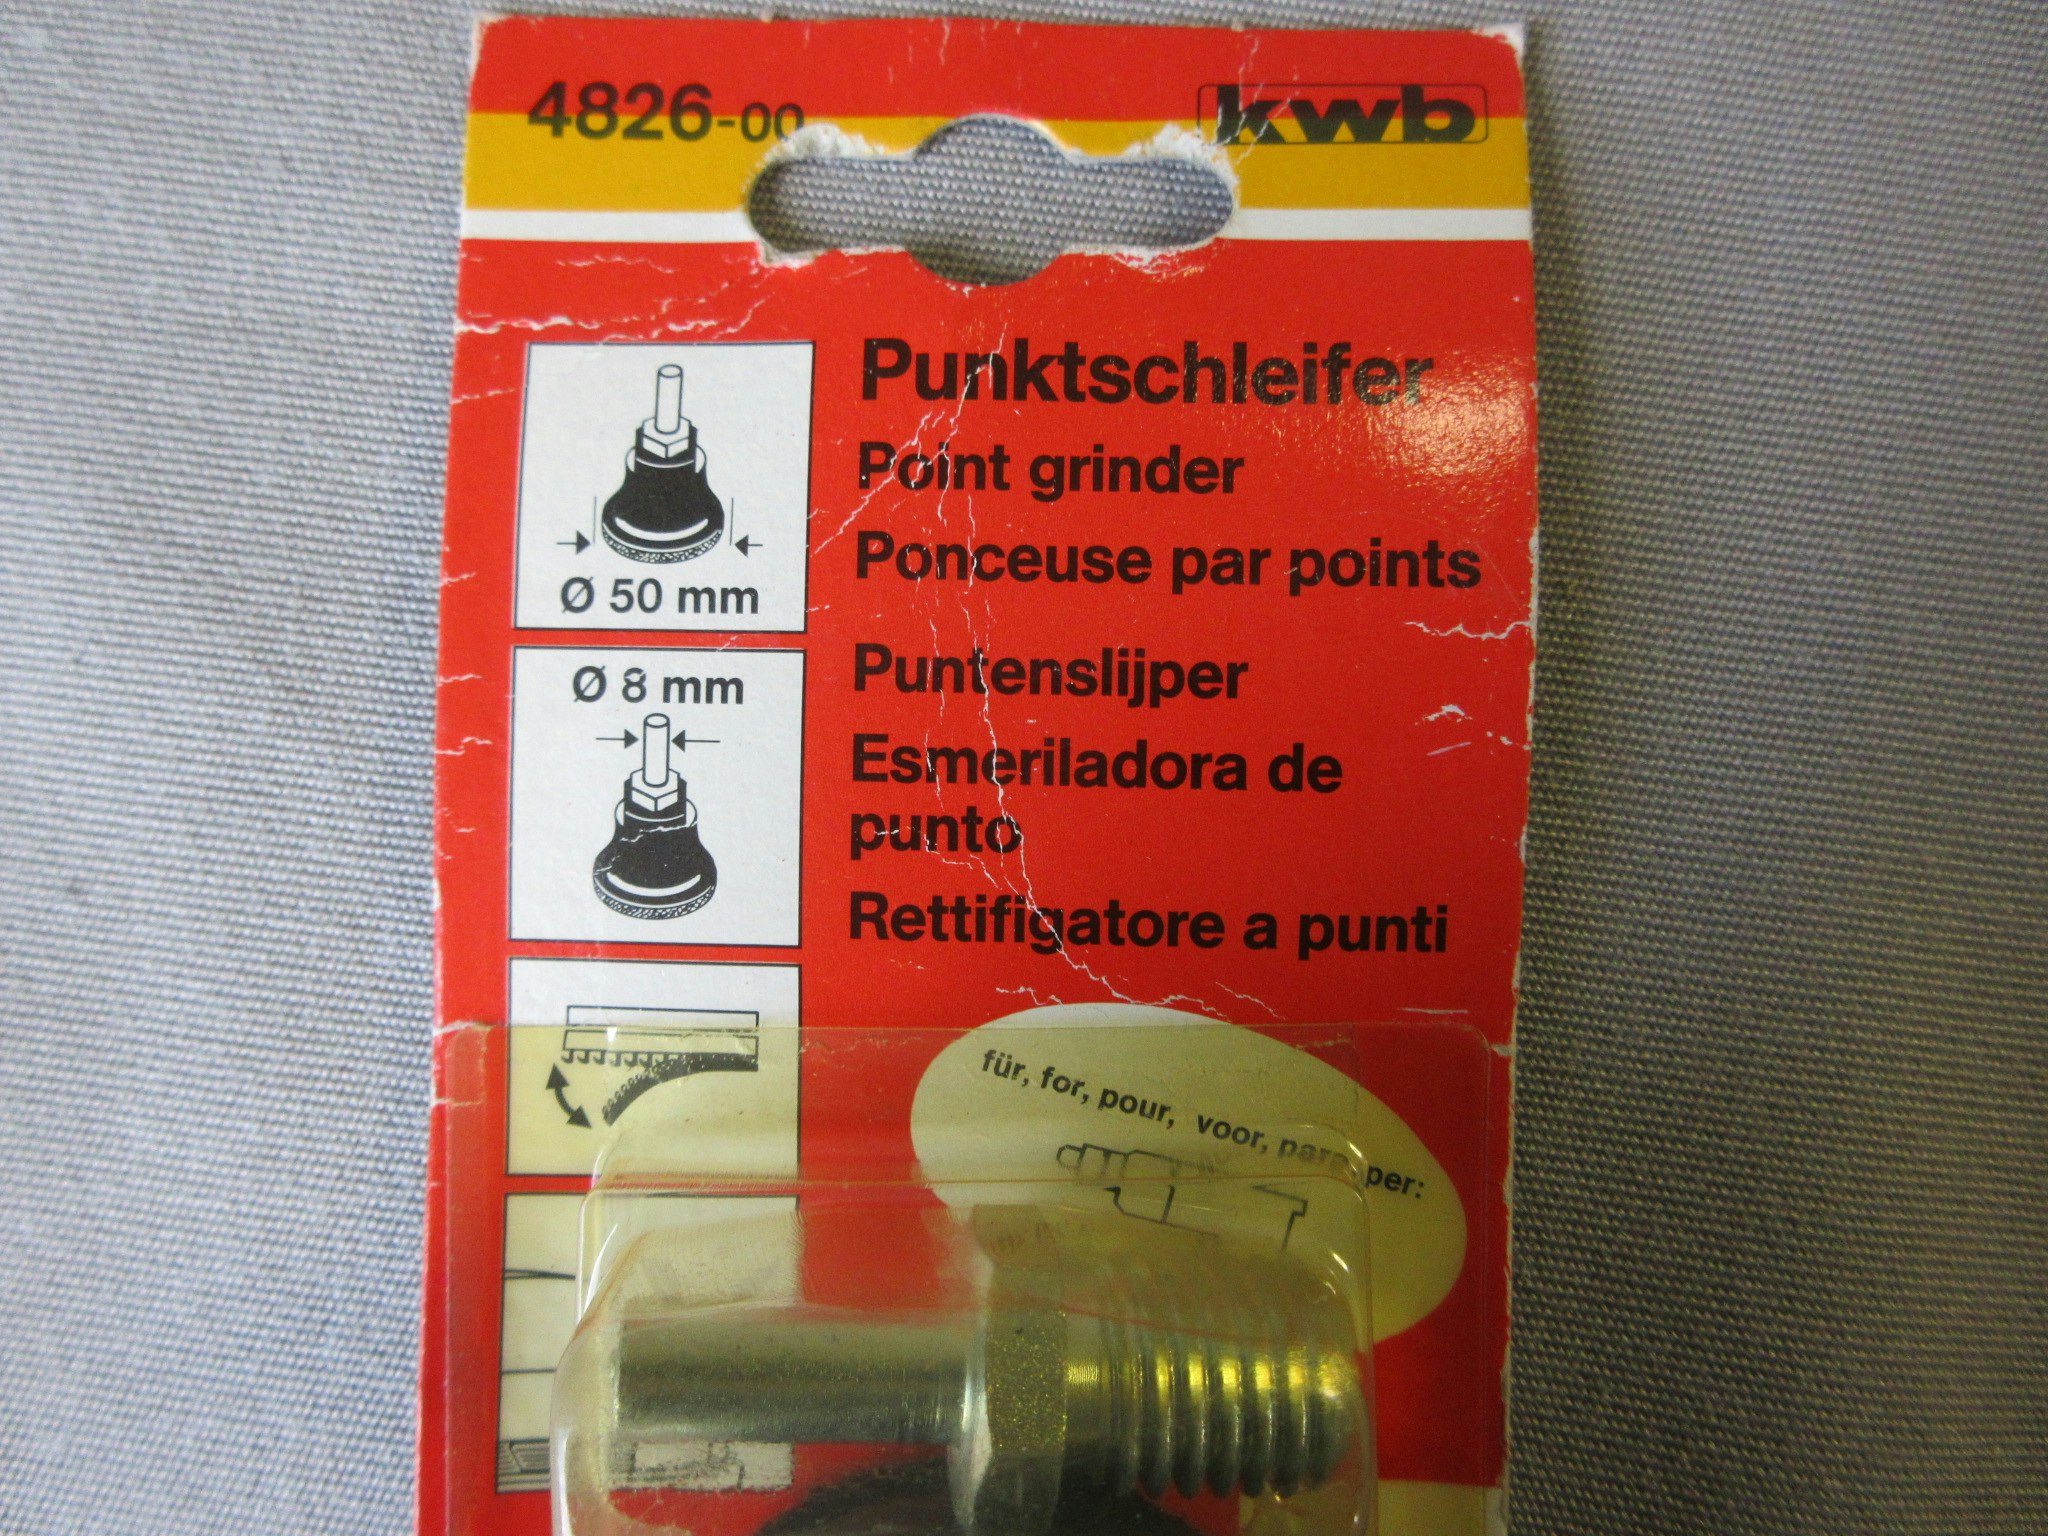 4826-00
kwb
Punktschleifer
Point grinder
Ponceuse par points
Puntenslijper
Esmeriladora de
punto
Rettifigatore a punti
Ø 50 mm
Ø 8 mm
für, for, pour, voor, para, per: